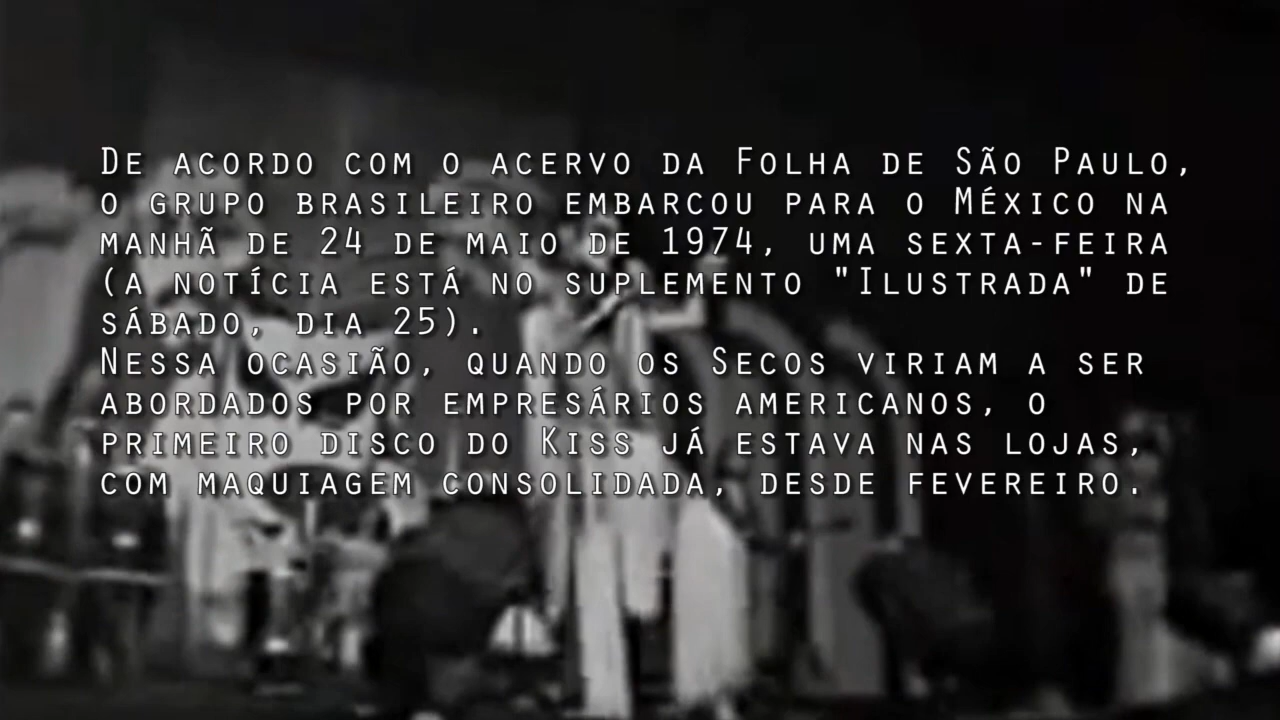 De acordo com o acervo da Folha de São Paulo,
o grupo brasileiro embarcou para o México na
manhã de 24 de maio de 1974, uma sexta-feira
(a notícia está no suplemento "Ilustrada" de
sábado, dia 25).
Nessa ocasião, quando os Secos viriam a ser
abordados por empresários americanos, o
primeiro disco do Kiss já estava nas lojas,
com maquiagem consolidada, desde fevereiro.